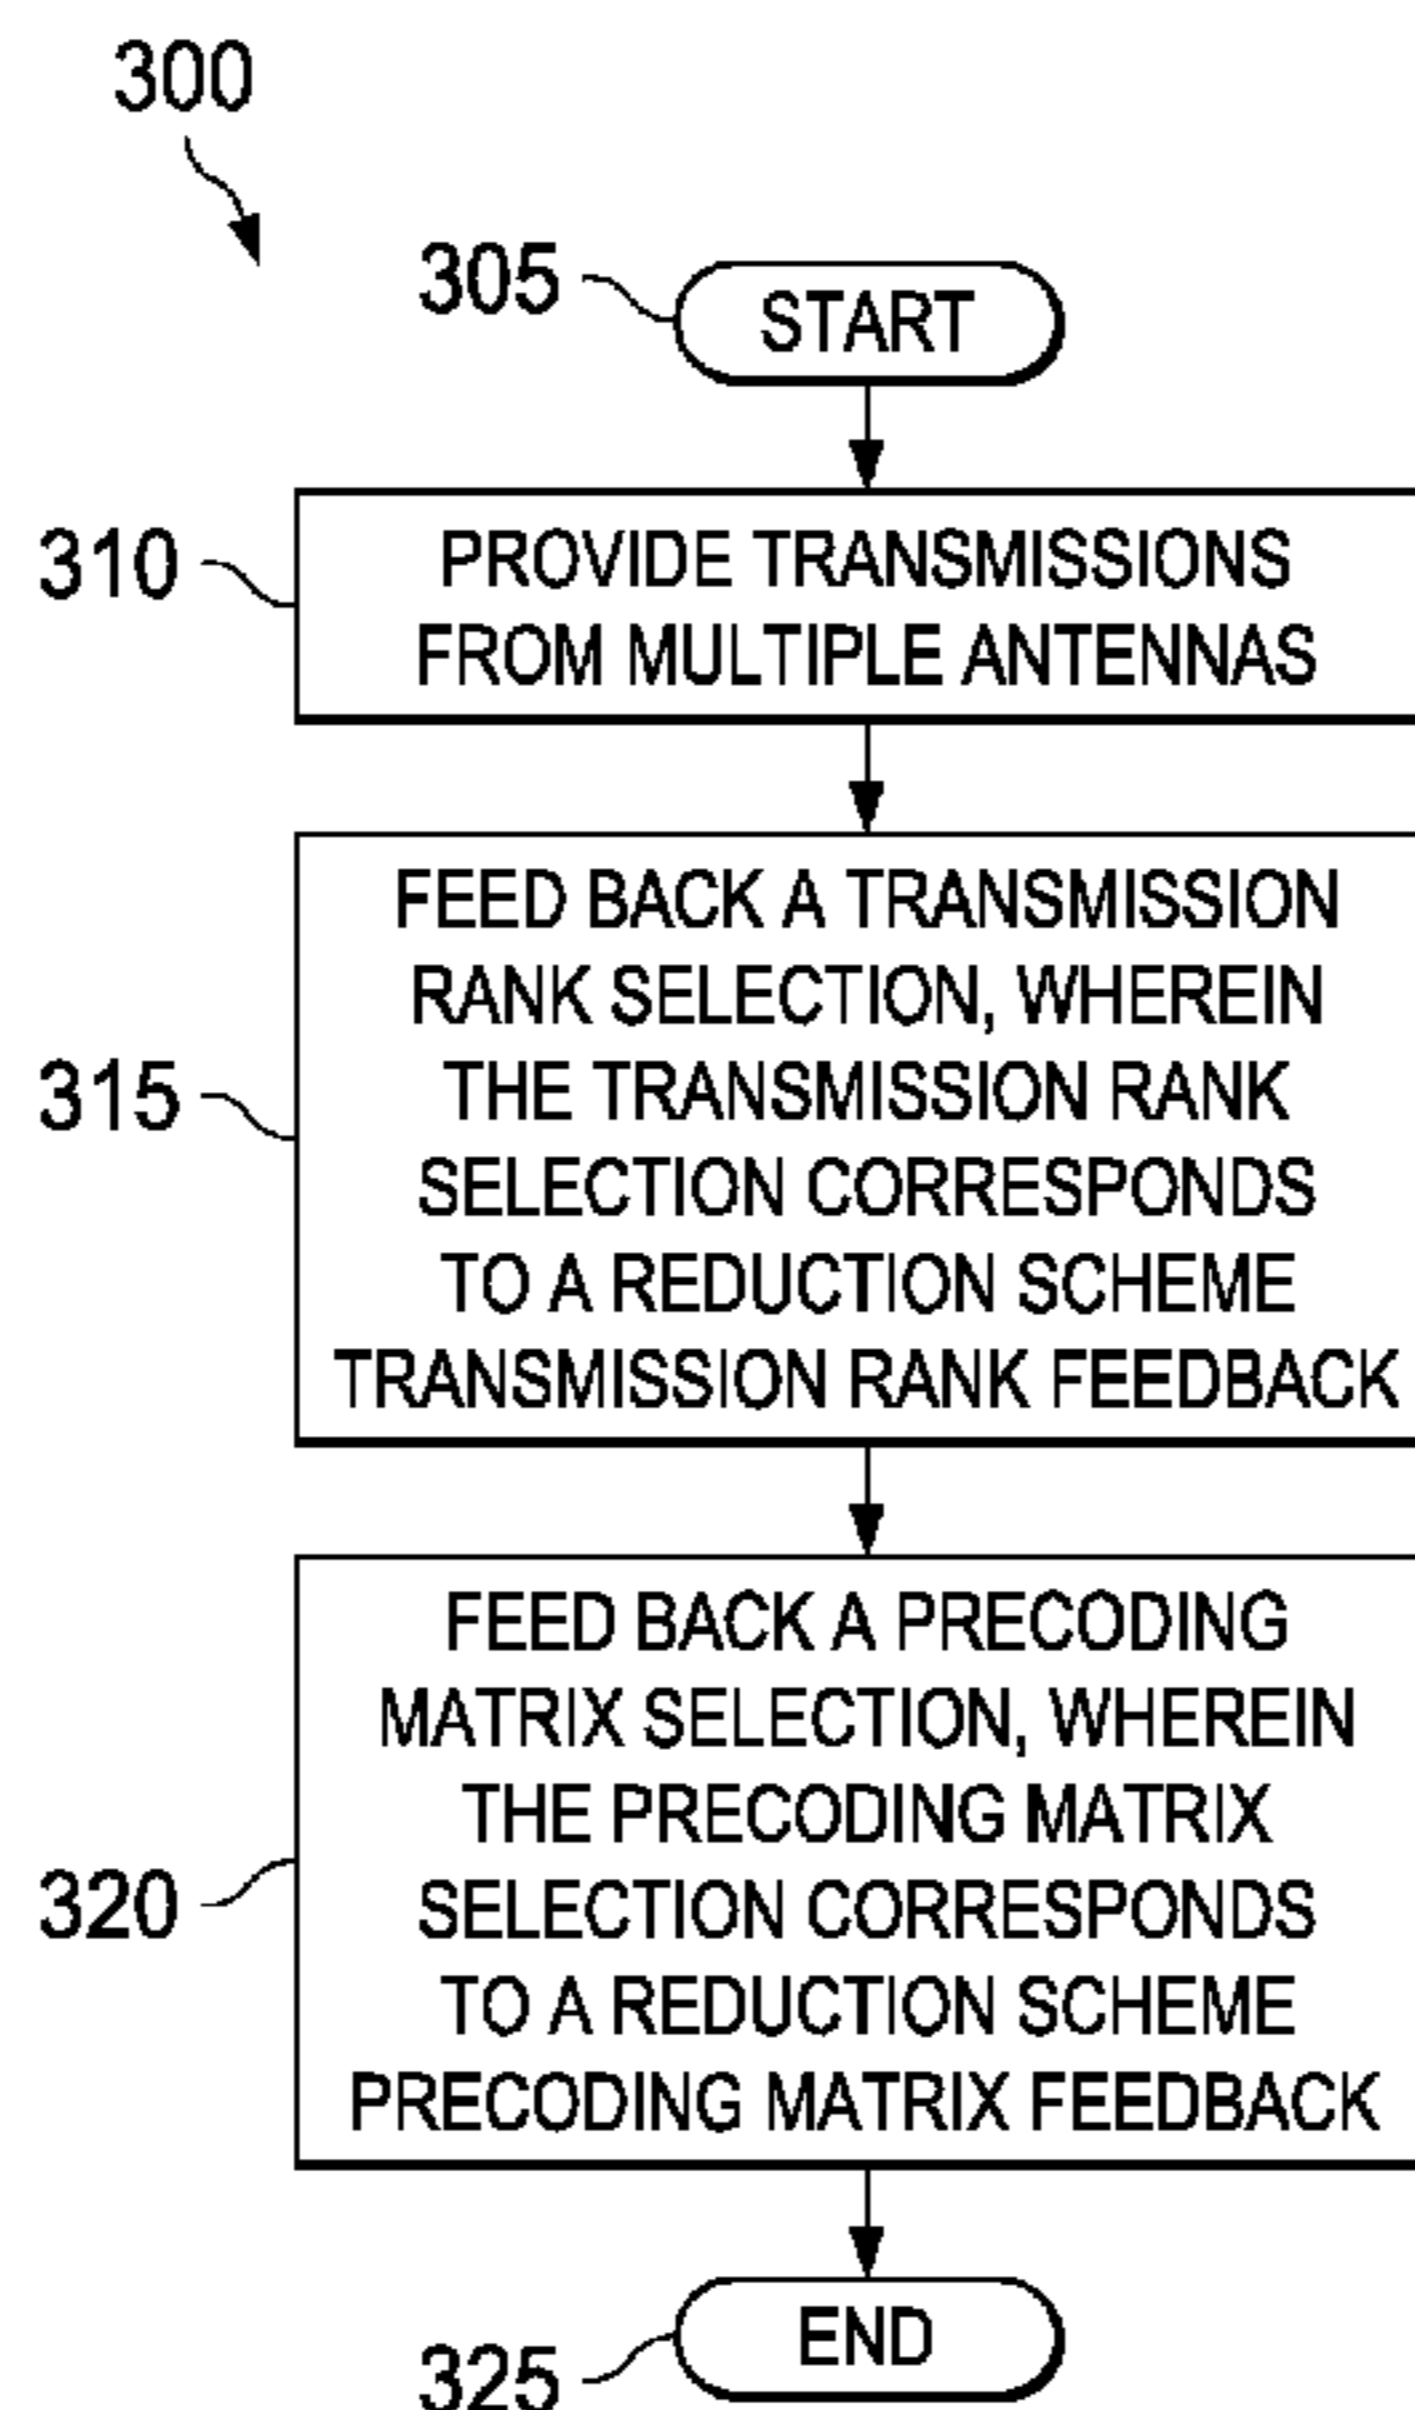 300
305
START
310
PROVIDE TRANSMISSIONS
FROM MULTIPLE ANTENNAS
315
FEED BACK A TRANSMISSION
RANK SELECTION, WHEREIN
THE TRANSMISSION RANK
SELECTION CORRESPONDS
TO A REDUCTION SCHEME
TRANSMISSION RANK FEEDBACK
320
FEED BACK A PRECODING
MATRIX SELECTION, WHEREIN
THE PRECODING MATRIX
SELECTION CORRESPONDS
TO A REDUCTION SCHEME
PRECODING MATRIX FEEDBACK
325
END